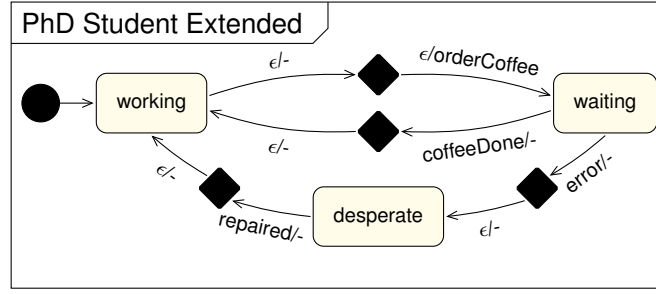 PhD Student Extended
ϵ/-
ϵ/orderCoffee
working
waiting
ϵ/-
coffeeDone/-
ϵ/-
error/-
desperate
repaired/-
ϵ/-